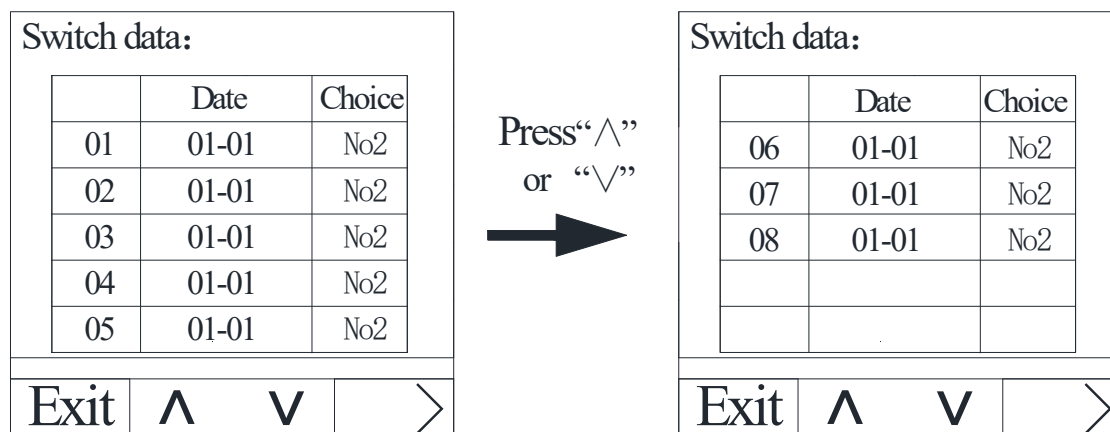 Switch data：
Date Choice
01 01-01 No2
02 01-01 No2
03 01-01 No2
04 01-01 No2
05 01-01 No2
Exit ∧ ∨ >
Press“∧”
or “∨”
Switch data：
Date Choice
06 01-01 No2
07 01-01 No2
08 01-01 No2
Exit ∧ ∨ >